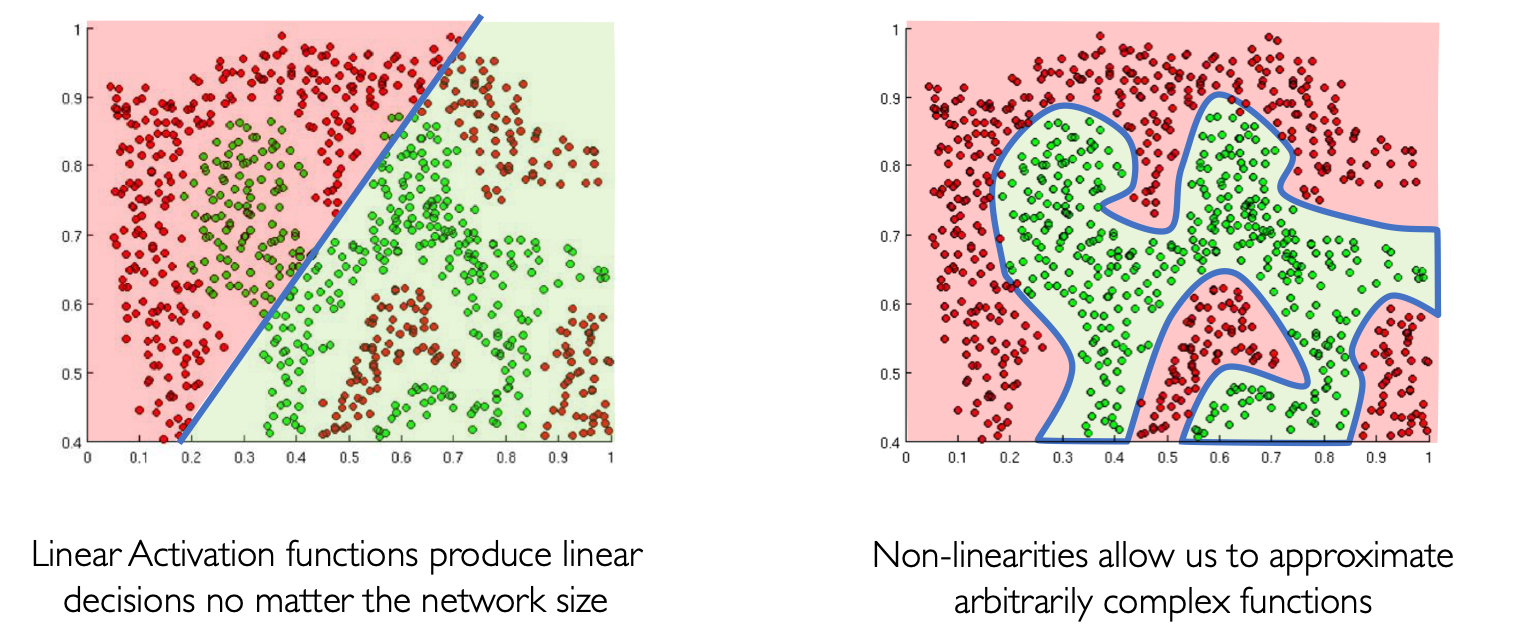 1
0.9
0.8
0.7
0.6
0.5
0.4
0 0.1 0.2 0.3 0.4 0.5 0.6 0.7 0.8 0.9 1
Linear Activation functions produce linear
decisions no matter the network size
1
0.9
0.8
0.7
0.6
0.5
0.4
0 0.1 0.2 0.3 0.4 0.5 0.6 0.7 0.8 0.9 1
Non-linearities allow us to approximate
arbitrarily complex functions